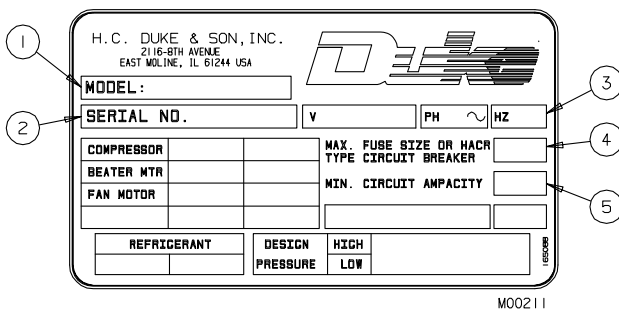 H.C. DUKE & SON, INC.
2116-8TH AVENUE
EAST MOLINE, IL 61244 USA
Duke
1
MODEL:
2
SERIAL NO.
V
PH
HZ
3
COMPRESSOR
BEATER MTR
FAN MOTOR
MAX. FUSE SIZE OR HACR
TYPE CIRCUIT BREAKER
4
MIN. CIRCUIT AMPACITY
5
REFRIGERANT
DESIGN
PRESSURE
HIGH
LOW
165088
M00211